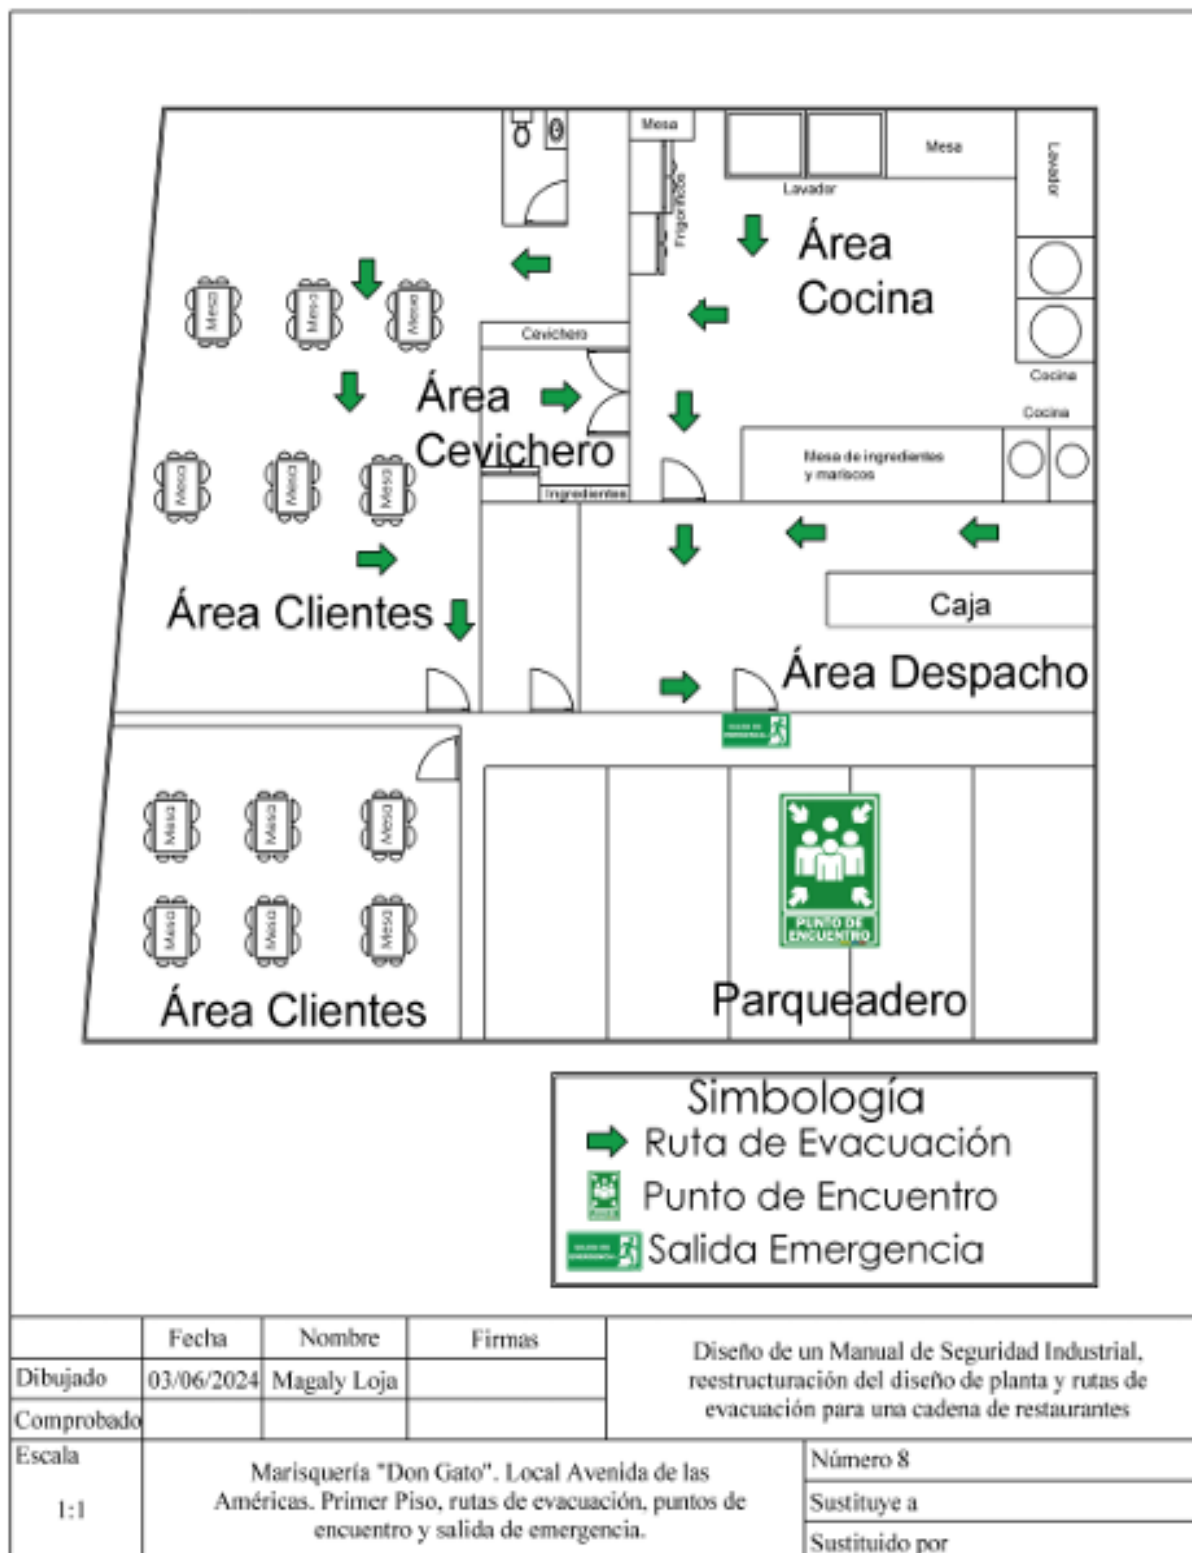 Mesa
Lavador
Mesa
Lavador
Frigoríficos
Área
Cocina
Mesa
Mesa
Mesa
Cevichero
Cocina
Cocina
Área
Cevichero
Mesa de ingredientes
y mariscos
Mesa
Mesa
Mesa
Ingredientes
Área Clientes
Caja
Área Despacho
SALIDA DE
EMERGENCIA
Mesa
Mesa
Mesa
Mesa
Mesa
Mesa
PUNTO DE
ENCUENTRO
Área Clientes
Parqueadero
Simbología
Ruta de Evacuación
Punto de Encuentro
Salida Emergencia
Fecha
Nombre
Firmas
Dibujado
03/06/2024
Magaly Loja
Comprobado
Diseño de un Manual de Seguridad Industrial,
reestructuración del diseño de planta y rutas de
evacuación para una cadena de restaurantes
Escala
1:1
Marisquería "Don Gato". Local Avenida de las
Américas. Primer Piso, rutas de evacuación, puntos de
encuentro y salida de emergencia.
Número 8
Sustituye a
Sustituido por